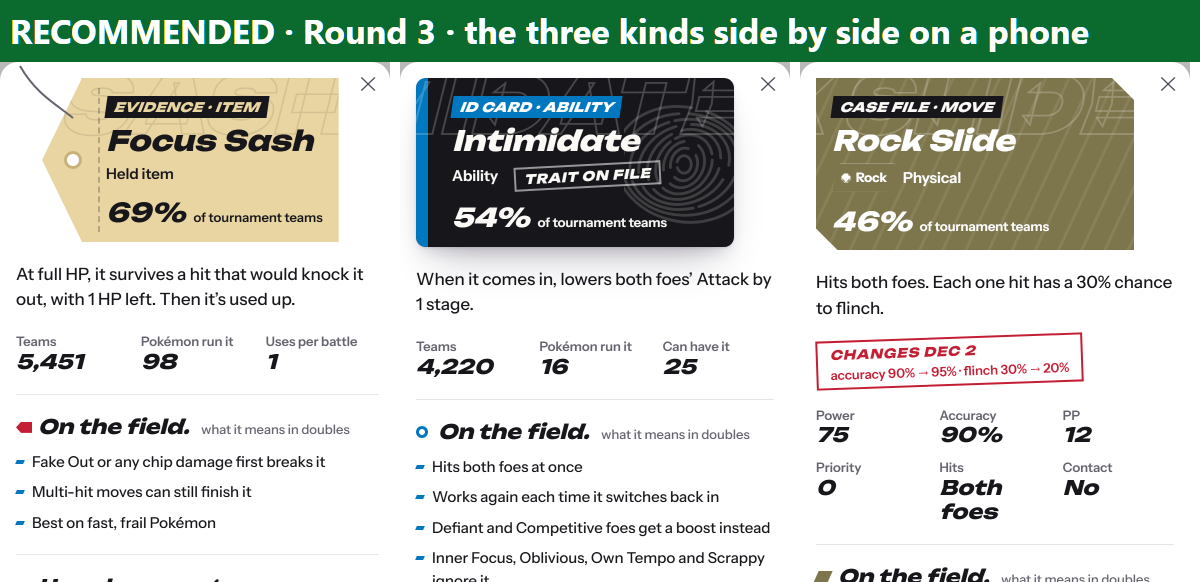 RECOMMENDED · Round 3 · the three kinds side by side on a phone
EVIDENCE · ITEM
Focus Sash
Held item
69% of tournament teams
At full HP, it survives a hit that would knock it
out, with 1 HP left. Then it’s used up.
Teams
5,451
Pokémon run it
98
Uses per battle
1
On the field. what it means in doubles
Fake Out or any chip damage first breaks it
Multi-hit moves can still finish it
Best on fast, frail Pokémon
ID CARD · ABILITY
Intimidate
Ability
TRAIT ON FILE
54% of tournament teams
When it comes in, lowers both foes’ Attack by
1 stage.
Teams
4,220
Pokémon run it
16
Can have it
25
On the field. what it means in doubles
Hits both foes at once
Works again each time it switches back in
Defiant and Competitive foes get a boost instead
Inner Focus, Oblivious, Own Tempo and Scrappy
ignore it
CASE FILE · MOVE
Rock Slide
Rock Physical
46% of tournament teams
Hits both foes. Each one hit has a 30% chance
to flinch.
CHANGES DEC 2
accuracy 90% → 95% · flinch 30% → 20%
Power
75
Accuracy
90%
PP
12
Priority
0
Hits
Both
foes
Contact
No
On the field. what it means in doubles